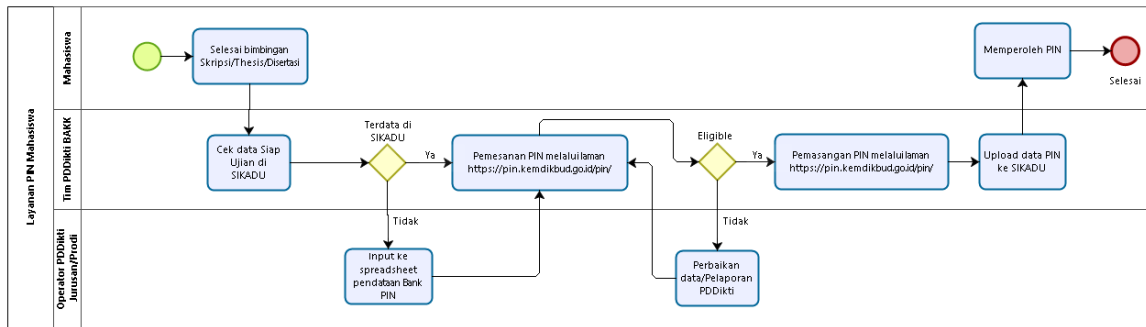 Layanan PIN Mahasiswa
Mahasiswa
Selesai bimbingan
Skripsi/Thesis/Disertasi
Memperoleh PIN
Selesai
Tim PDDikti BAKK
Cek data Siap
Ujian di
SIKADU
Terdata di
SIKADU
Ya
Tidak
Pemesanan PIN melalui laman
https://pin.kemdikbud.go.id/pin/
Eligible
Ya
Tidak
Pemasangan PIN melalui laman
https://pin.kemdikbud.go.id/pin/
Upload data PIN
ke SIKADU
Operator PDDikti
Jurusan/Prodi
Input ke
spreadsheet
pendataan Bank
PIN
Perbaikan
data/Pelaporan
PDDikti